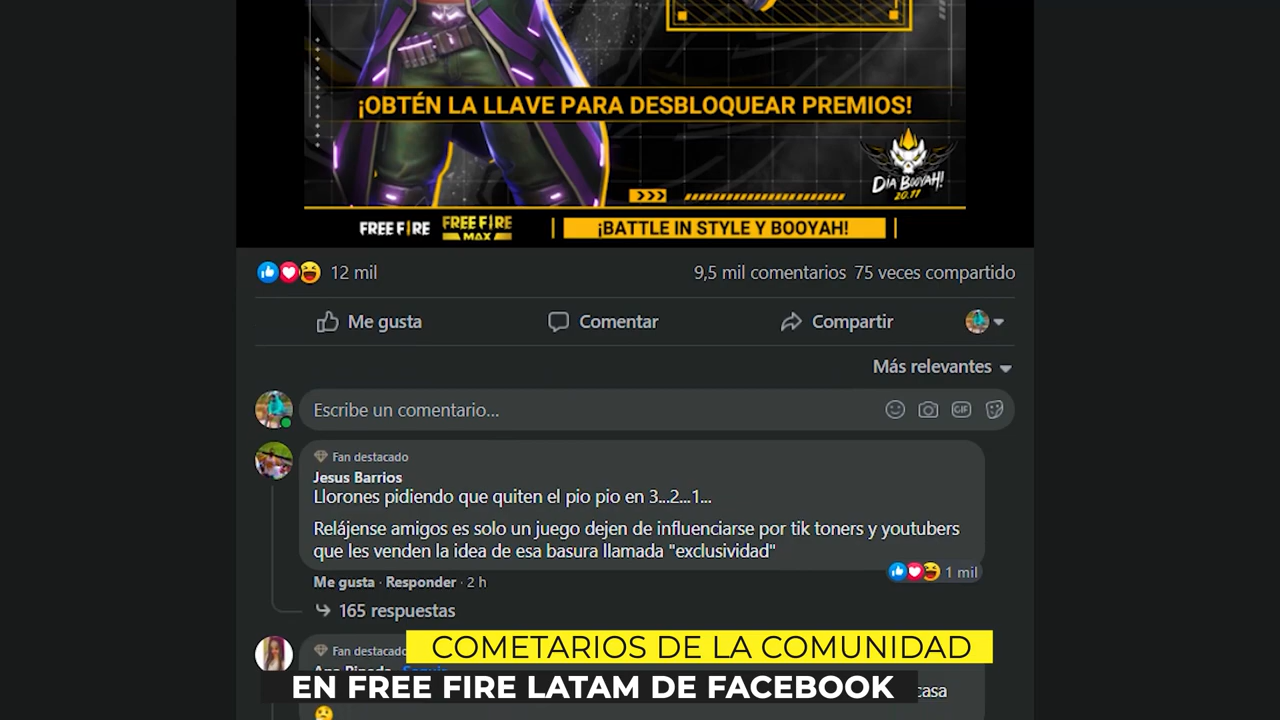 ¡OBTÉN LA LLAVE PARA DESBLOQUEAR PREMIOS!
DIA BOOYAH!
20.11
FREE FIRE FREE FIRE MAX ¡BATTLE IN STYLE Y BOOYAH!
12 mil 9,5 mil comentarios 75 veces compartido
Me gusta Comentar Compartir
Más relevantes
Escribe un comentario... GIF
Fan destacado
Jesus Barrios
Llorones pidiendo que quiten el pio pio en 3...2...1...
Relájense amigos es solo un juego dejen de influenciarse por tik toners y youtubers
que les venden la idea de esa basura llamada "exclusividad"
1 mil
Me gusta · Responder · 2 h
165 respuestas
Fan destacado
COMETARIOS DE LA COMUNIDAD
EN FREE FIRE LATAM DE FACEBOOK
casa